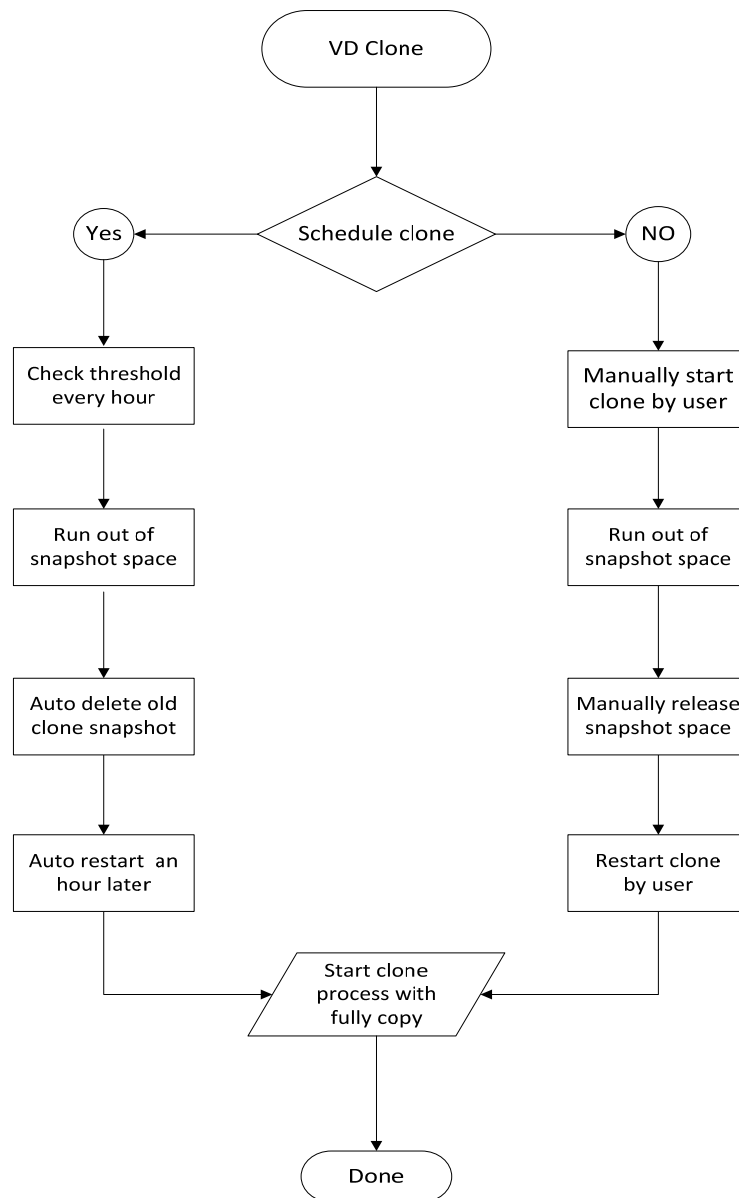 VD Clone
Schedule clone
Yes
NO
Check threshold
every hour
Manually start
clone by user
Run out of
snapshot space
Run out of
snapshot space
Auto delete old
clone snapshot
Manually release
snapshot space
Auto restart an
hour later
Restart clone
by user
Start clone
process with
fully copy
Done